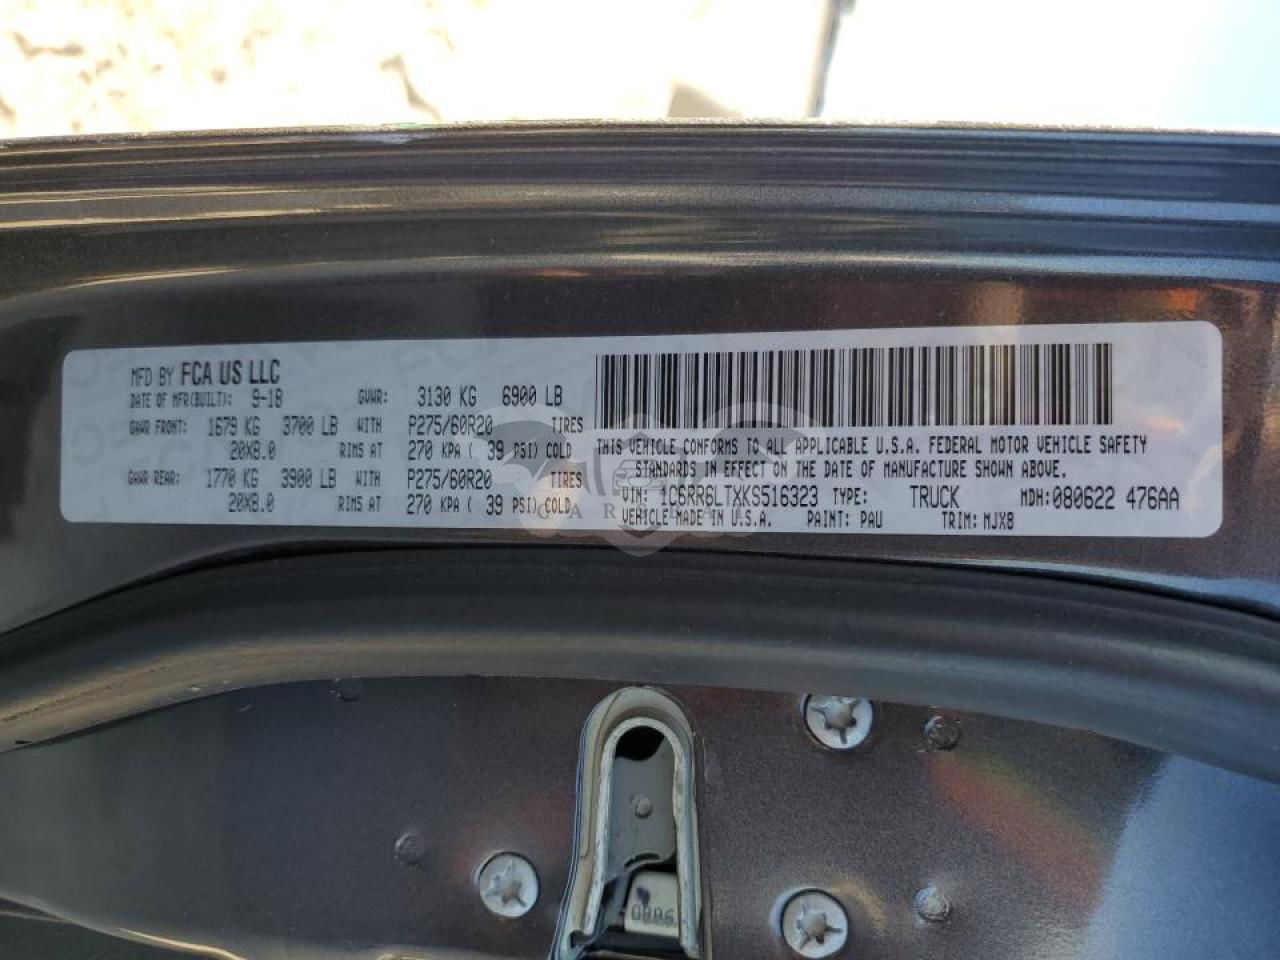 MFD BY FCA US LLC
DATE OF MFR(BUILT): 9-18 GVWR: 3130 KG 6900 LB
GAWR FRONT: 1679 KG 3700 LB WITH P275/60R20 TIRES
20X8.0 RIMS AT 270 KPA ( 39 PSI) COLD
GAWR REAR: 1770 KG 3900 LB WITH P275/60R20 TIRES
20X8.0 RIMS AT 270 KPA ( 39 PSI) COLD
THIS VEHICLE CONFORMS TO ALL APPLICABLE U.S.A. FEDERAL MOTOR VEHICLE SAFETY
STANDARDS IN EFFECT ON THE DATE OF MANUFACTURE SHOWN ABOVE.
VIN: 1C6RR6LTXKS516323 TYPE: TRUCK MDH: 080622 476AA
VEHICLE MADE IN U.S.A. PAINT: PAU TRIM: MJX8